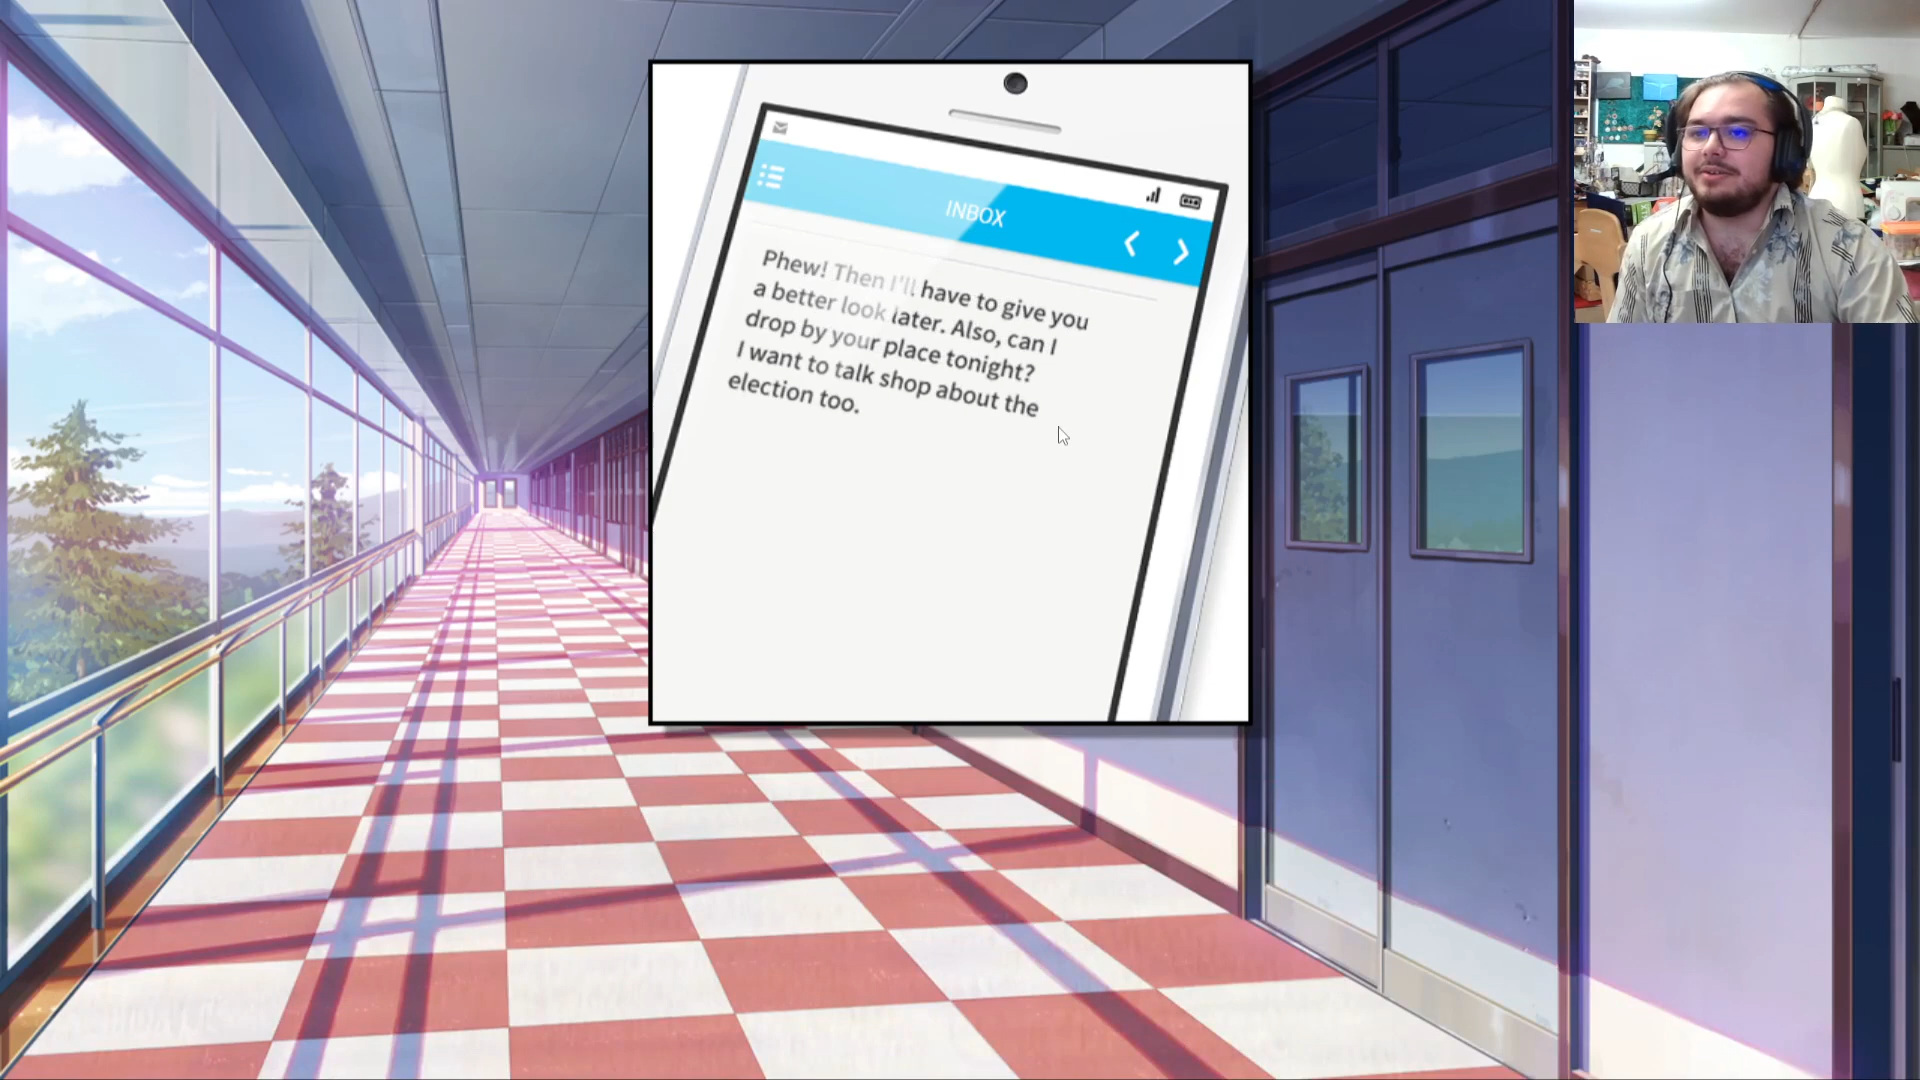 INBOX
Phew! Then I'll have to give you
a better look later. Also, can I
drop by your place tonight?
I want to talk shop about the
election too.